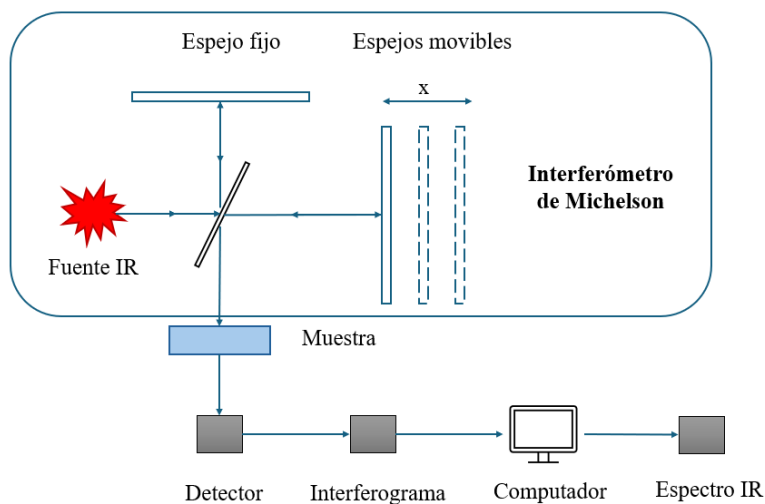 Espejo fijo
Espejos movibles
x
Interferómetro
de Michelson
Fuente IR
Muestra
Detector
Interferograma
Computador
Espectro IR